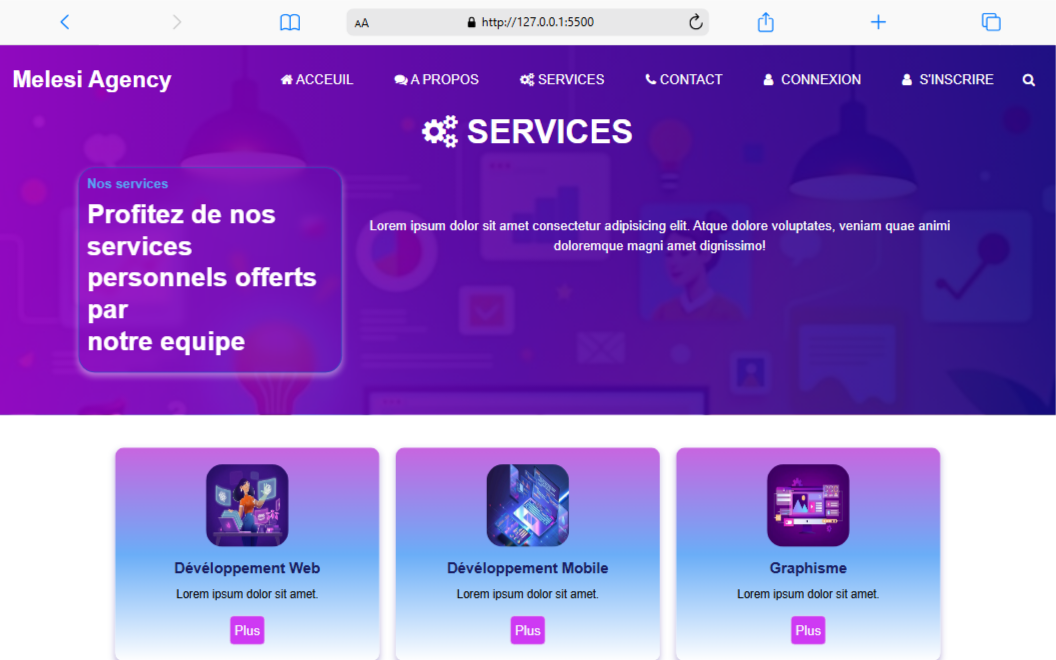 AA http://127.0.0.1:5500
Melesi Agency ACCEUIL A PROPOS SERVICES CONTACT CONNEXION S'INSCRIRE
SERVICES
Nos services
Profitez de nos
services
personnels offerts
par
notre equipe
Lorem ipsum dolor sit amet consectetur adipisicing elit. Atque dolore voluptates, veniam quae animi
doloremque magni amet dignissimo!
Dévéloppement Web
Lorem ipsum dolor sit amet.
Plus
Dévéloppement Mobile
Lorem ipsum dolor sit amet.
Plus
Graphisme
Lorem ipsum dolor sit amet.
Plus